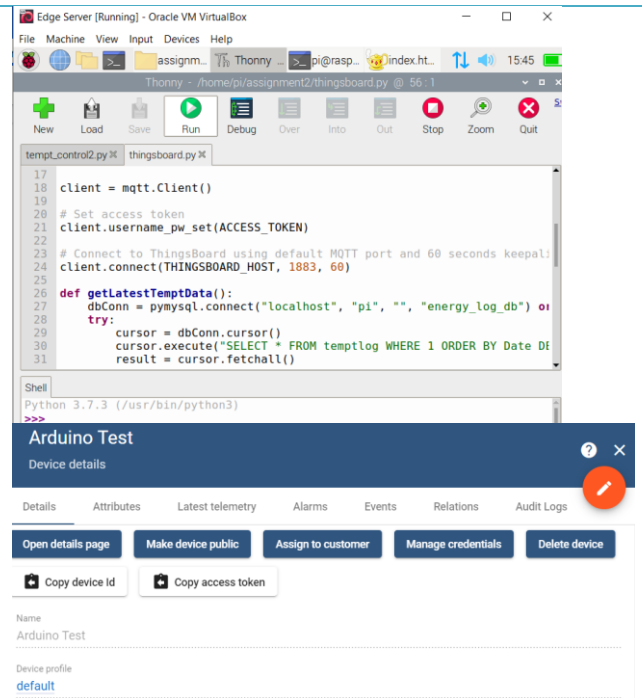 Edge Server [Running] - Oracle VM VirtualBox
File Machine View Input Devices Help
assignm... Thonny - ... pi@rasp... index.ht... 15:45
Thonny - /home/pi/assignment2/thingsboard.py @ 56 : 1
New Load Save Run Debug Over Into Out Stop Zoom Quit
tempt_control2.py thingsboard.py
17
18 client = mqtt.Client()
19
20 # Set access token
21 client.username_pw_set(ACCESS_TOKEN)
22
23 # Connect to ThingsBoard using default MQTT port and 60 seconds keepali
24 client.connect(THINGSBOARD_HOST, 1883, 60)
25
26 def getLatestTemptData():
27 dbConn = pymysql.connect("localhost", "pi", "", "energy_log_db") or
28 try:
29 cursor = dbConn.cursor()
30 cursor.execute("SELECT * FROM temptlog WHERE 1 ORDER BY Date DE
31 result = cursor.fetchall()
Shell
Python 3.7.3 (/usr/bin/python3)
>>>
Arduino Test
Device details
Details Attributes Latest telemetry Alarms Events Relations Audit Logs
Open details page Make device public Assign to customer Manage credentials Delete device
Copy device Id Copy access token
Name
Arduino Test
Device profile
default